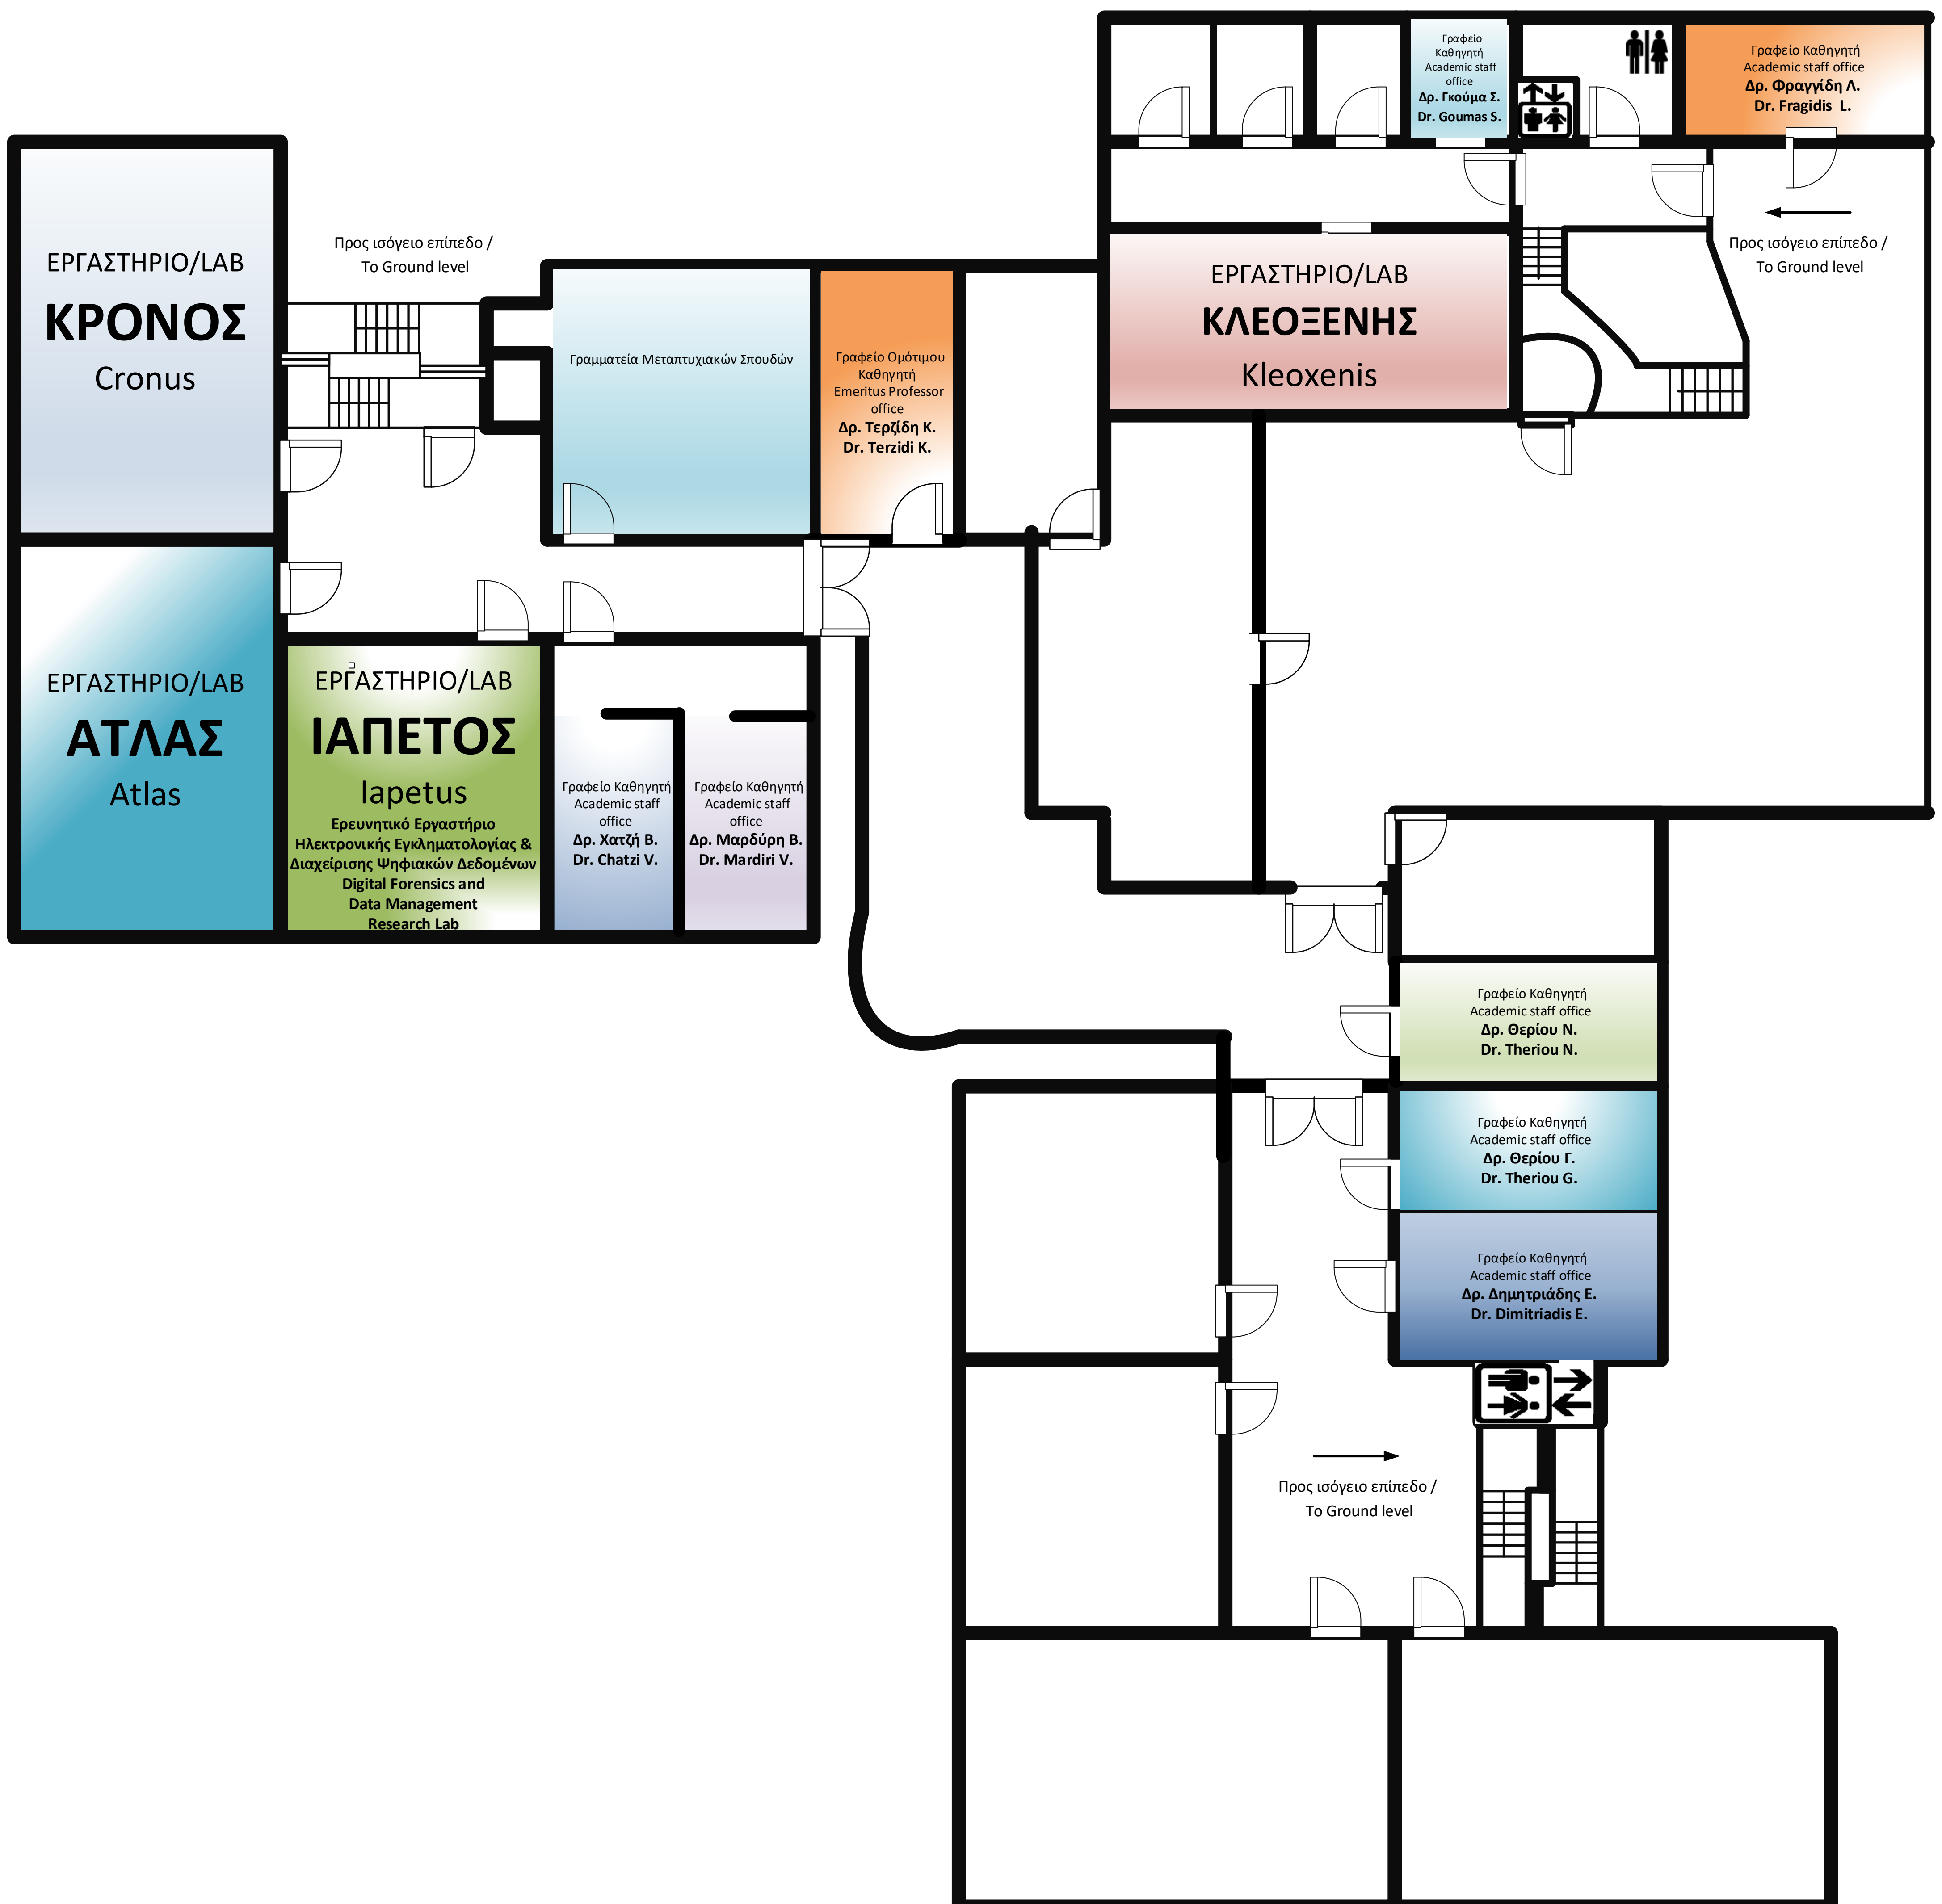 Γραφείο
Καθηγητή
Academic staff
office
Δρ. Γκούμα Σ.
Dr. Goumas S.
Γραφείο Καθηγητή
Academic staff office
Δρ. Φραγγίδη Λ.
Dr. Fragidis L.
ΕΡΓΑΣΤΗΡΙΟ/LAB
ΚΡΟΝΟΣ
Cronus
Προς ισόγειο επίπεδο /
To Ground level
Γραμματεία Μεταπτυχιακών Σπουδών
Γραφείο Ομότιμου
Καθηγητή
Emeritus Professor
office
Δρ. Τερζίδη Κ.
Dr. Terzidi K.
ΕΡΓΑΣΤΗΡΙΟ/LAB
ΚΛΕΟΞΕΝΗΣ
Kleoxenis
Προς ισόγειο επίπεδο /
To Ground level
ΕΡΓΑΣΤΗΡΙΟ/LAB
ΑΤΛΑΣ
Atlas
ΕΡΓΑΣΤΗΡΙΟ/LAB
ΙΑΠΕΤΟΣ
Iapetus
Ερευνητικό Εργαστήριο
Ηλεκτρονικής Εγκληματολογίας &
Διαχείρισης Ψηφιακών Δεδομένων
Digital Forensics and
Data Management
Research Lab
Γραφείο Καθηγητή
Academic staff
office
Δρ. Χατζή Β.
Dr. Chatzi V.
Γραφείο Καθηγητή
Academic staff
office
Δρ. Μαρδύρη Β.
Dr. Mardiri V.
Γραφείο Καθηγητή
Academic staff office
Δρ. Θερίου Ν.
Dr. Theriou N.
Γραφείο Καθηγητή
Academic staff office
Δρ. Θερίου Γ.
Dr. Theriou G.
Γραφείο Καθηγητή
Academic staff office
Δρ. Δημητριάδης Ε.
Dr. Dimitriadis E.
Προς ισόγειο επίπεδο /
To Ground level